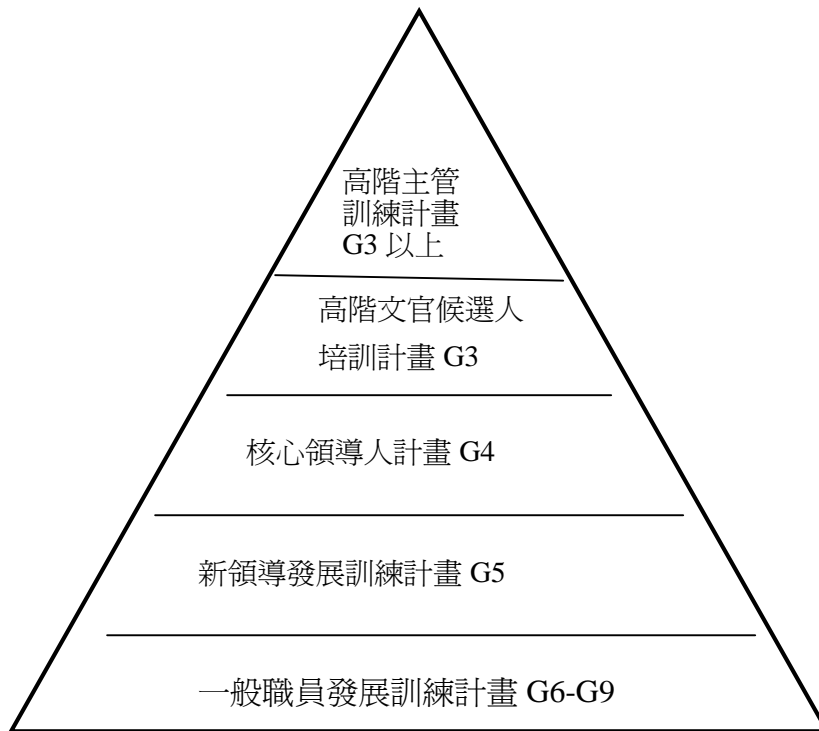 高階主管
訓練計畫
G3 以上
高階文官候選人
培訓計畫 G3
核心領導人計畫 G4
新領導發展訓練計畫 G5
一般職員發展訓練計畫 G6-G9